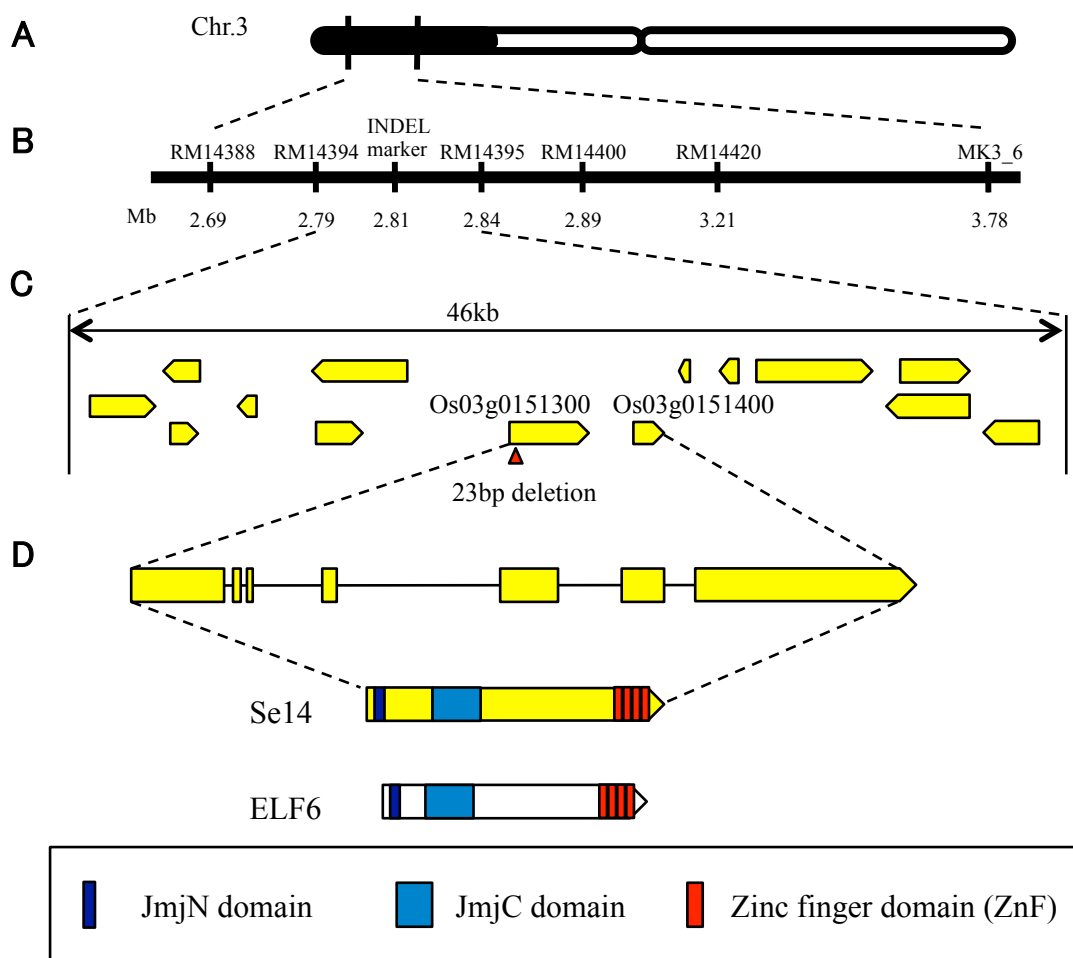 A
Chr.3
B
INDEL
marker
RM14388 RM14394 RM14395 RM14400 RM14420 MK3_6
Mb 2.69 2.79 2.81 2.84 2.89 3.21 3.78
C
46kb
Os03g0151300 Os03g0151400
23bp deletion
D
Se14
ELF6
JmjN domain JmjC domain Zinc finger domain (ZnF)